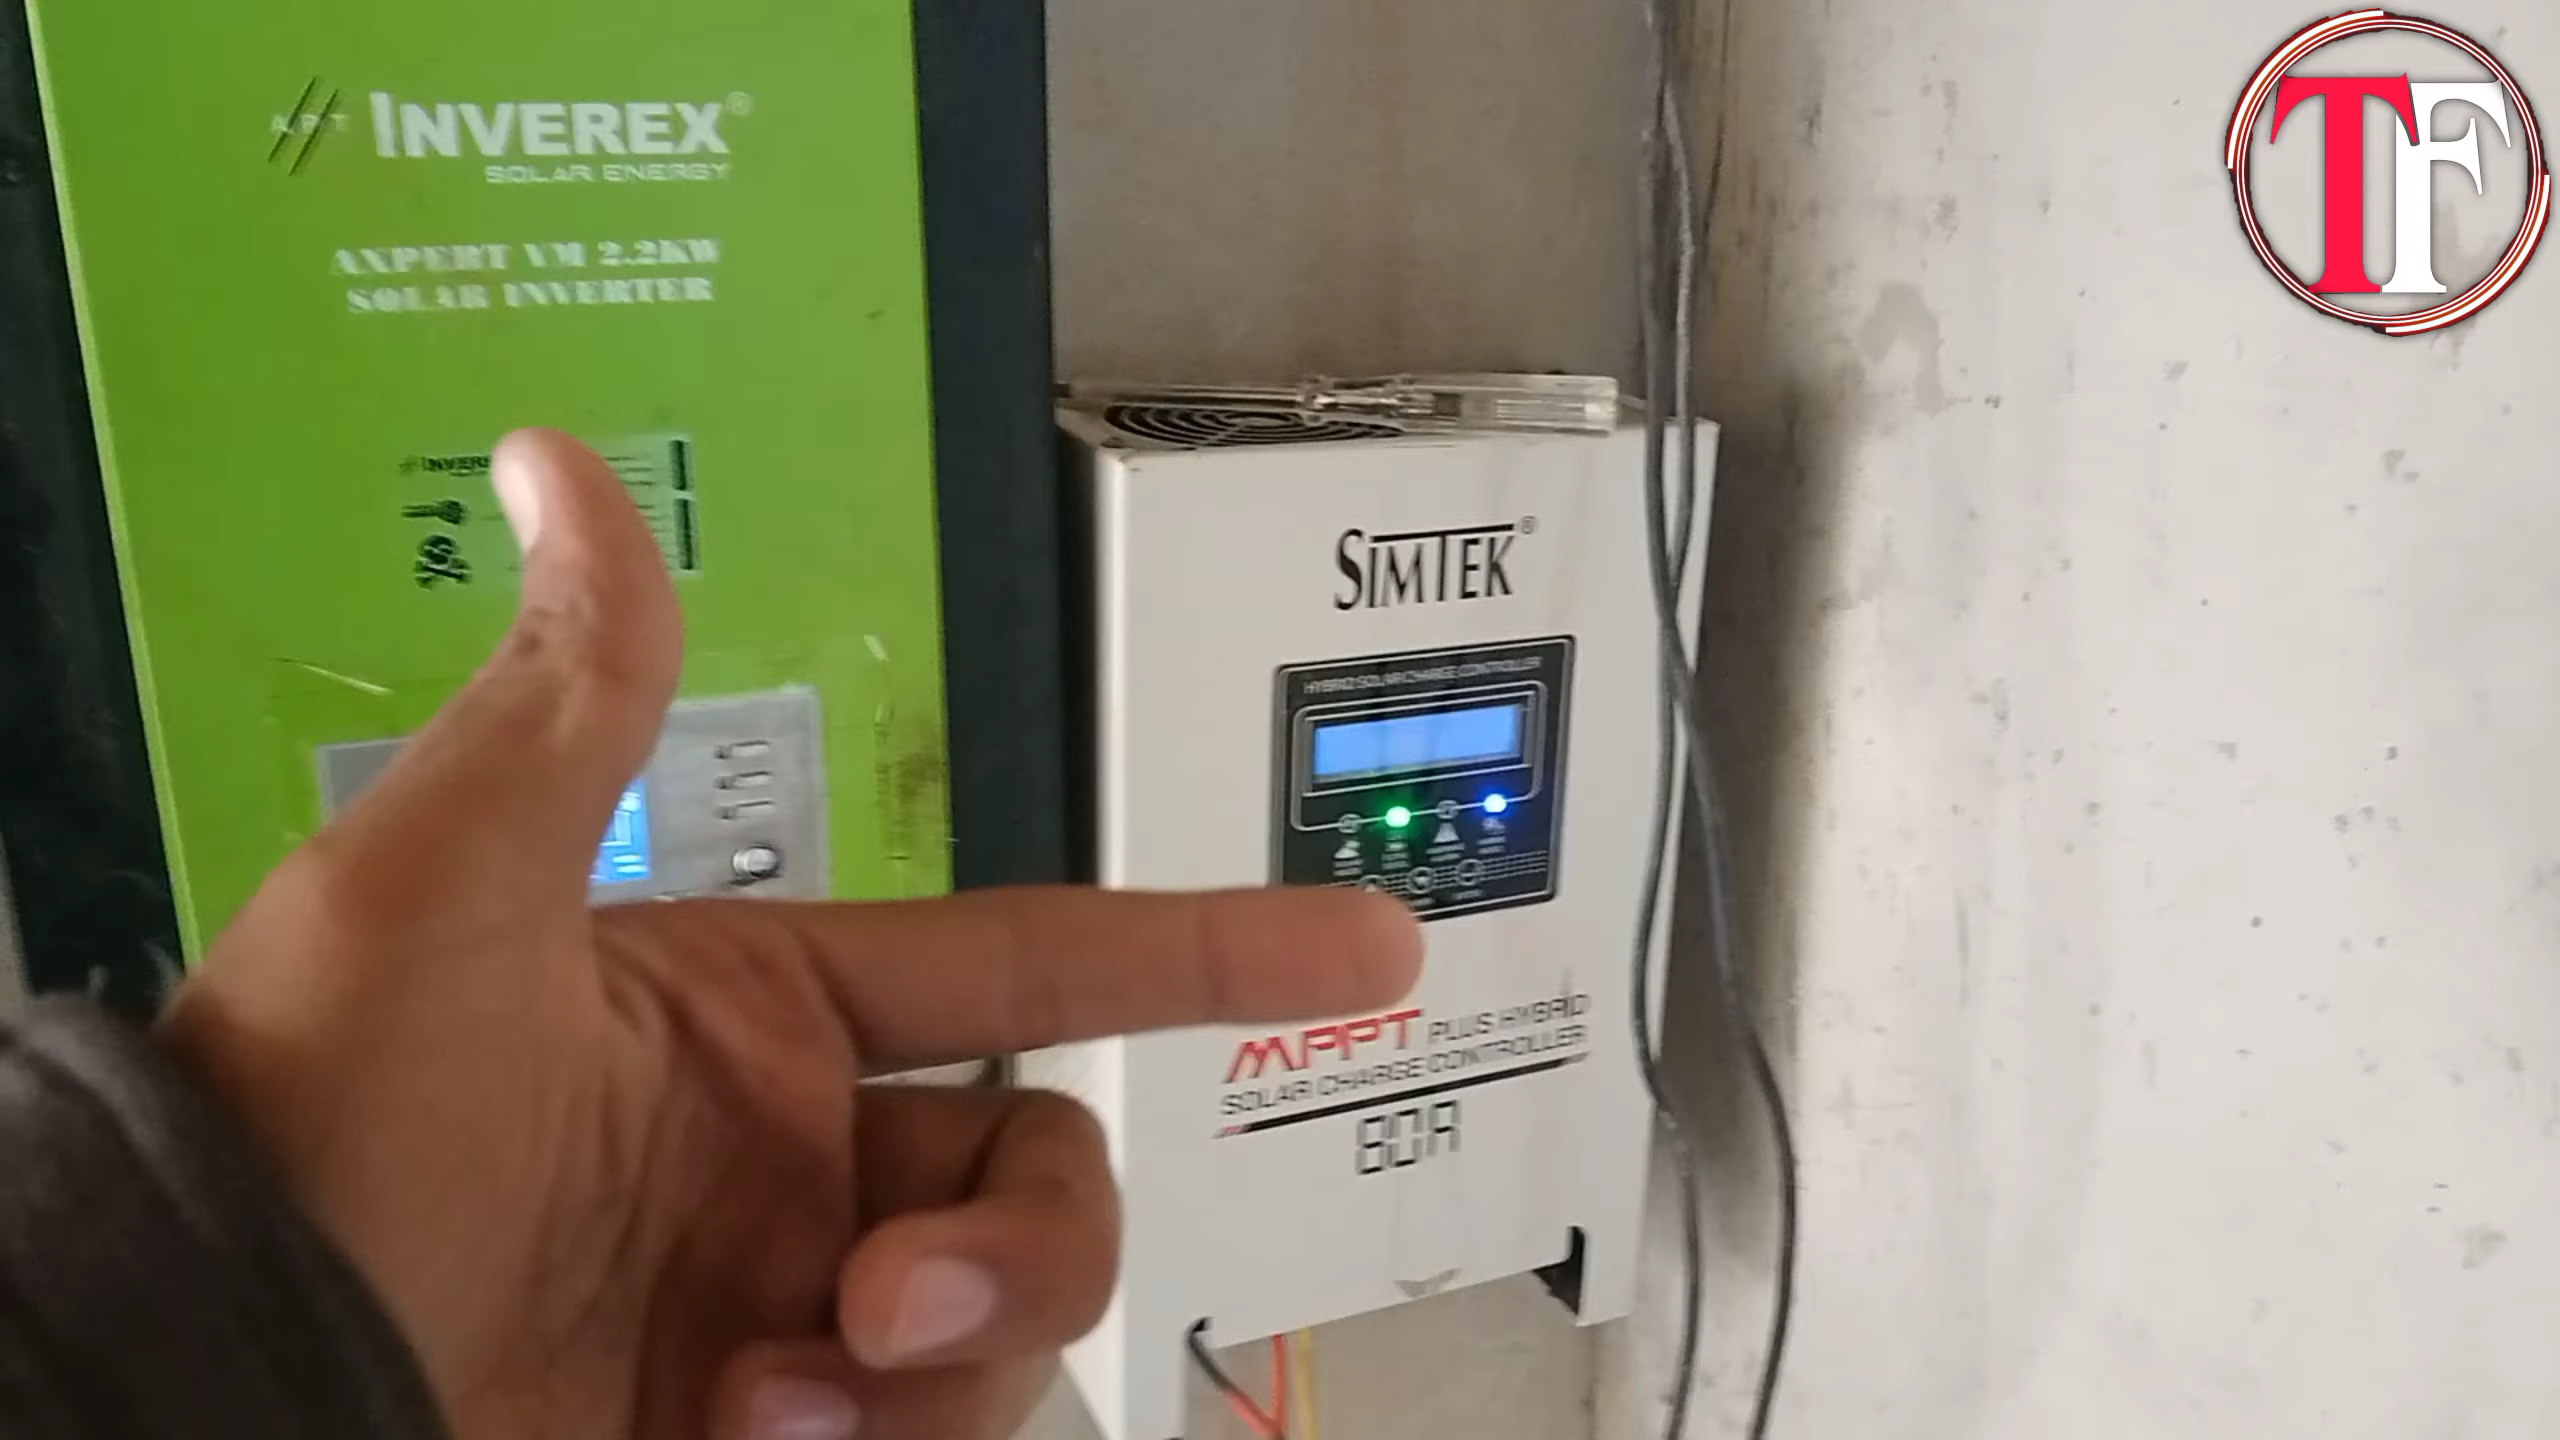 INVEREX®
SOLAR ENERGY
AXPERT VM 2.2KW
SOLAR INVERTER
INVERE
SIMTEK®
HYBRID SOLAR CHARGE CONTROLLER
MPPT PLUS HYBRID
SOLAR CHARGE CONTROLLER
80A
TF